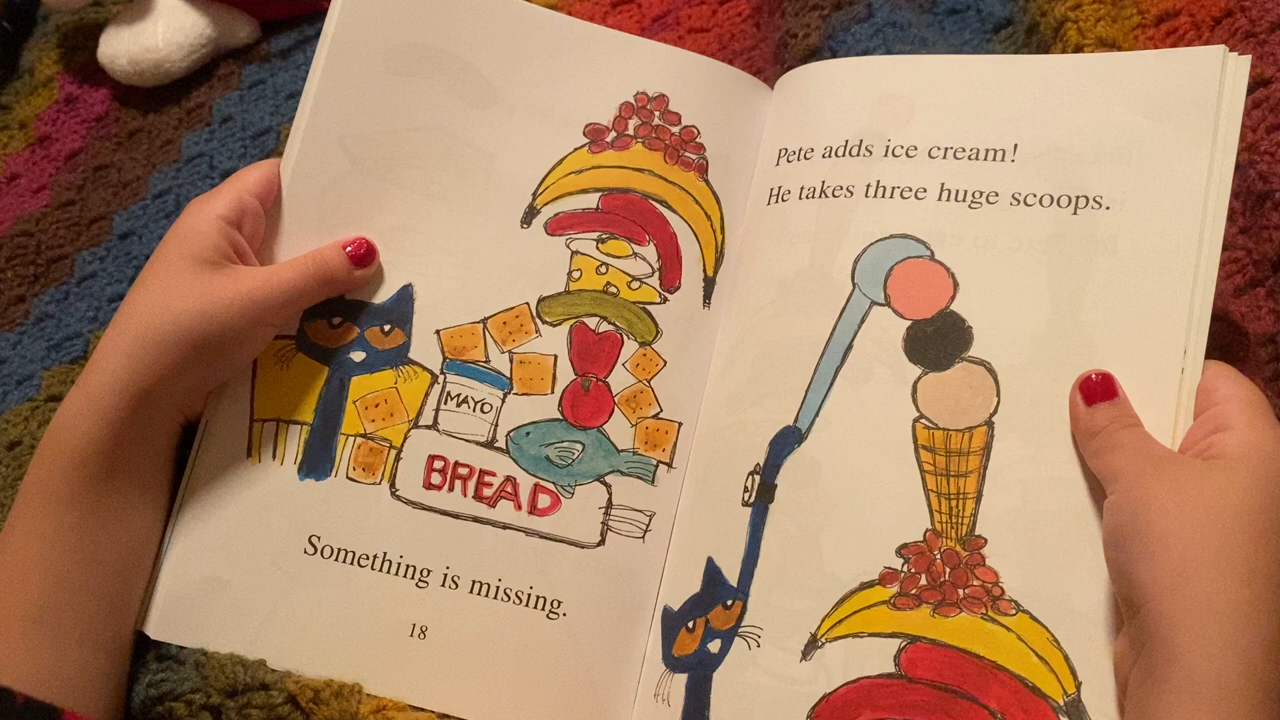 MAYO
BREAD
Something is missing.
18
Pete adds ice cream!
He takes three huge scoops.